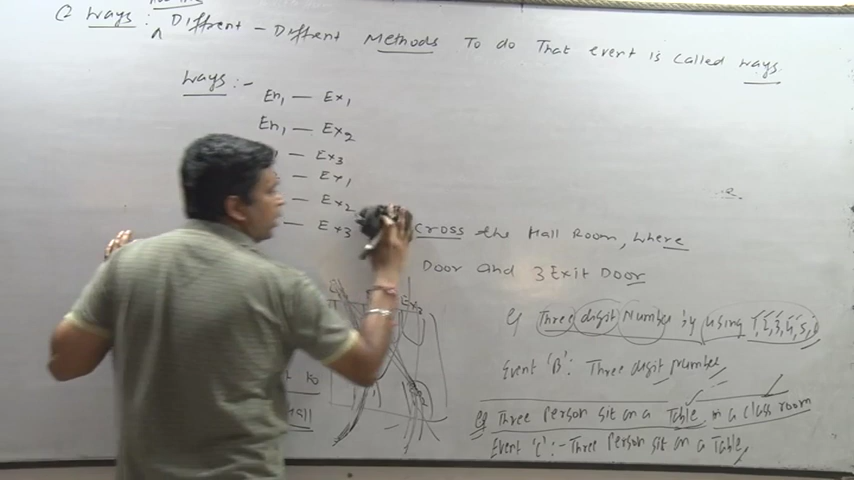 ② Ways : Diffrent - Diffrent Methods To do That event is called ways.
Ways :-
En₁ — Ex₁
En₁ — Ex₂
— Ex₃
— Ex₁
— Ex₂
— Ex₃
Cross the Hall Room, where
Door and 3 Exit Door
Eg Three digit Number by using 1,2,3,4,5,6
Event 'B' : Three digit number
Eg Three Person sit on a Table in a class room
Event 'C' :- Three Person sit on a Table